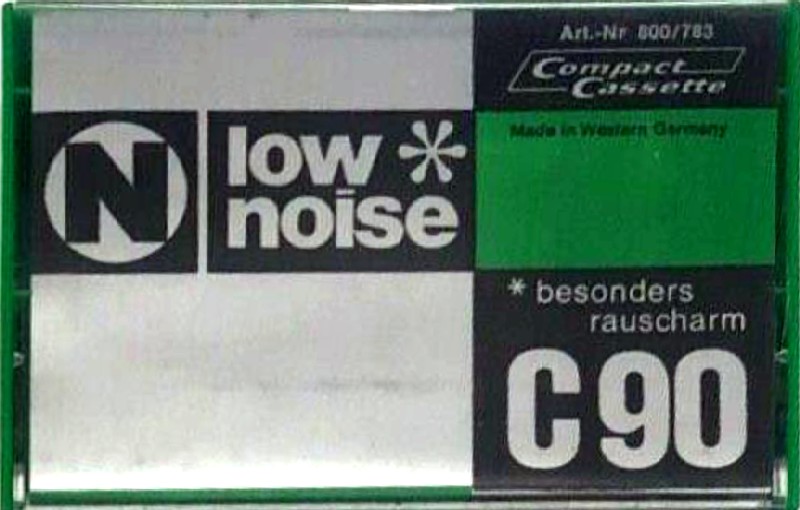 N
low *
noise
Art.-Nr 800/783
Compact
Cassette
Made in Western Germany
* besonders
rauscharm
C90